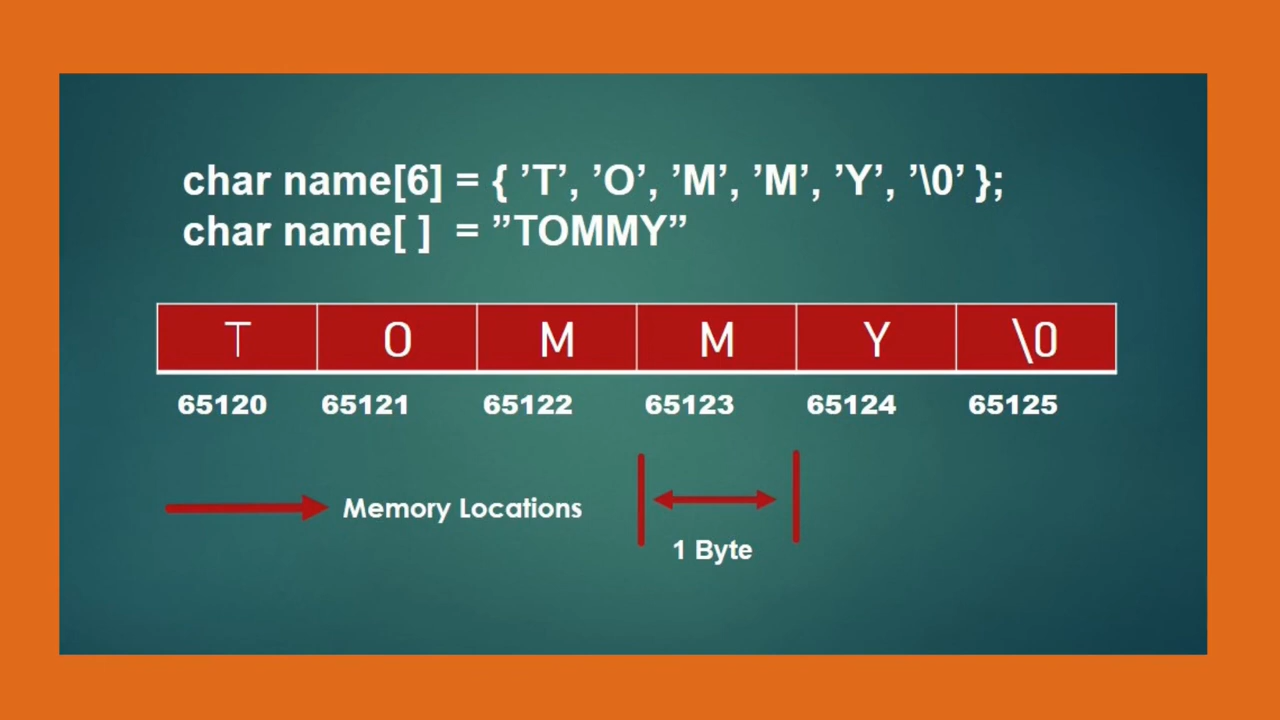 char name[6] = { ’T’, ’O’, ’M’, ’M’, ’Y’, ’\0’ };
char name[ ] = ”TOMMY”
T O M M Y \0
65120 65121 65122 65123 65124 65125
Memory Locations
1 Byte